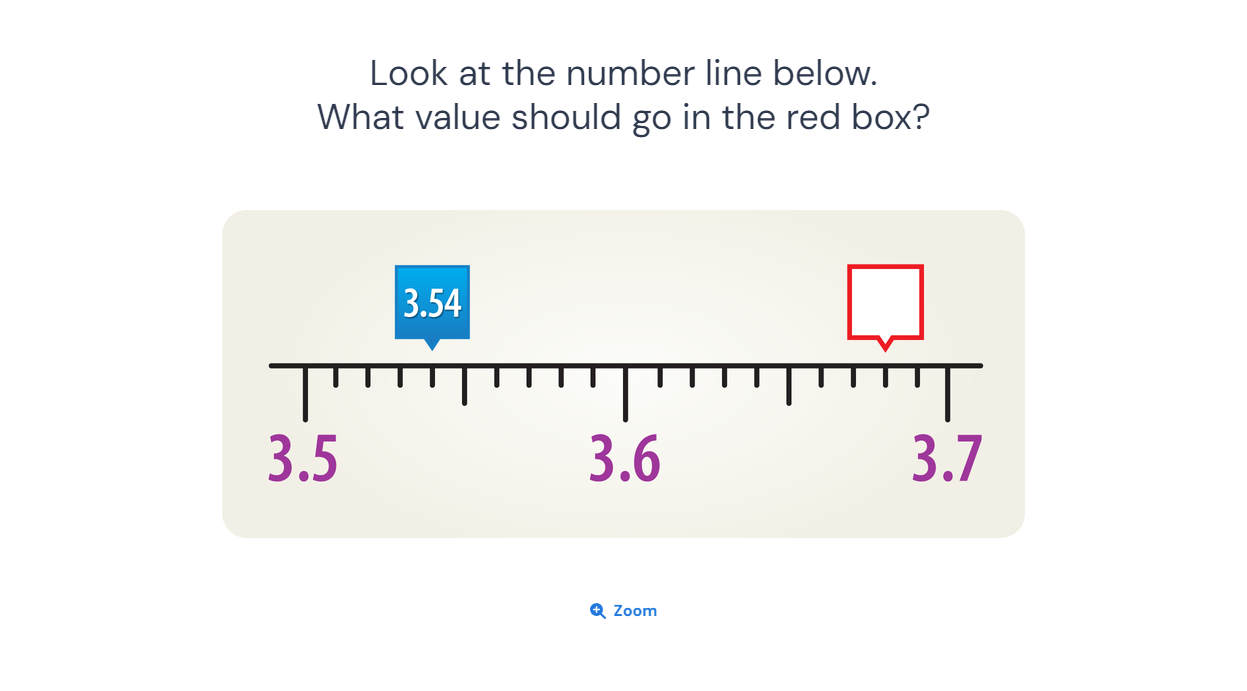 Look at the number line below.
What value should go in the red box?
3.54
3.5 3.6 3.7
Zoom